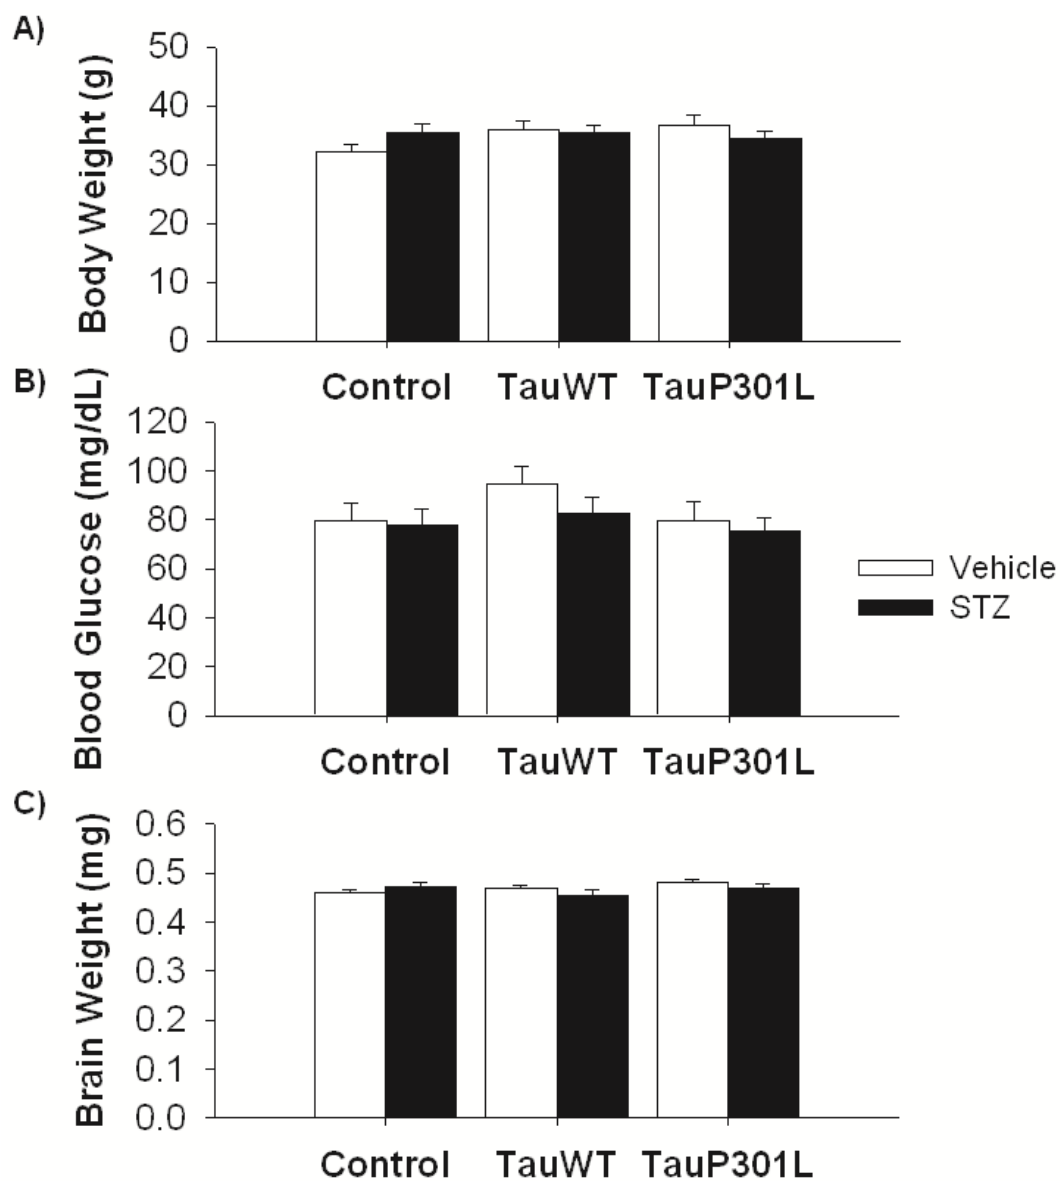 A)
Body Weight (g)
50
40
30
20
10
0
Control TauWT TauP301L
B)
Blood Glucose (mg/dL)
120
100
80
60
40
20
0
Vehicle
STZ
Control TauWT TauP301L
C)
Brain Weight (mg)
0.6
0.5
0.4
0.3
0.2
0.1
0.0
Control TauWT TauP301L